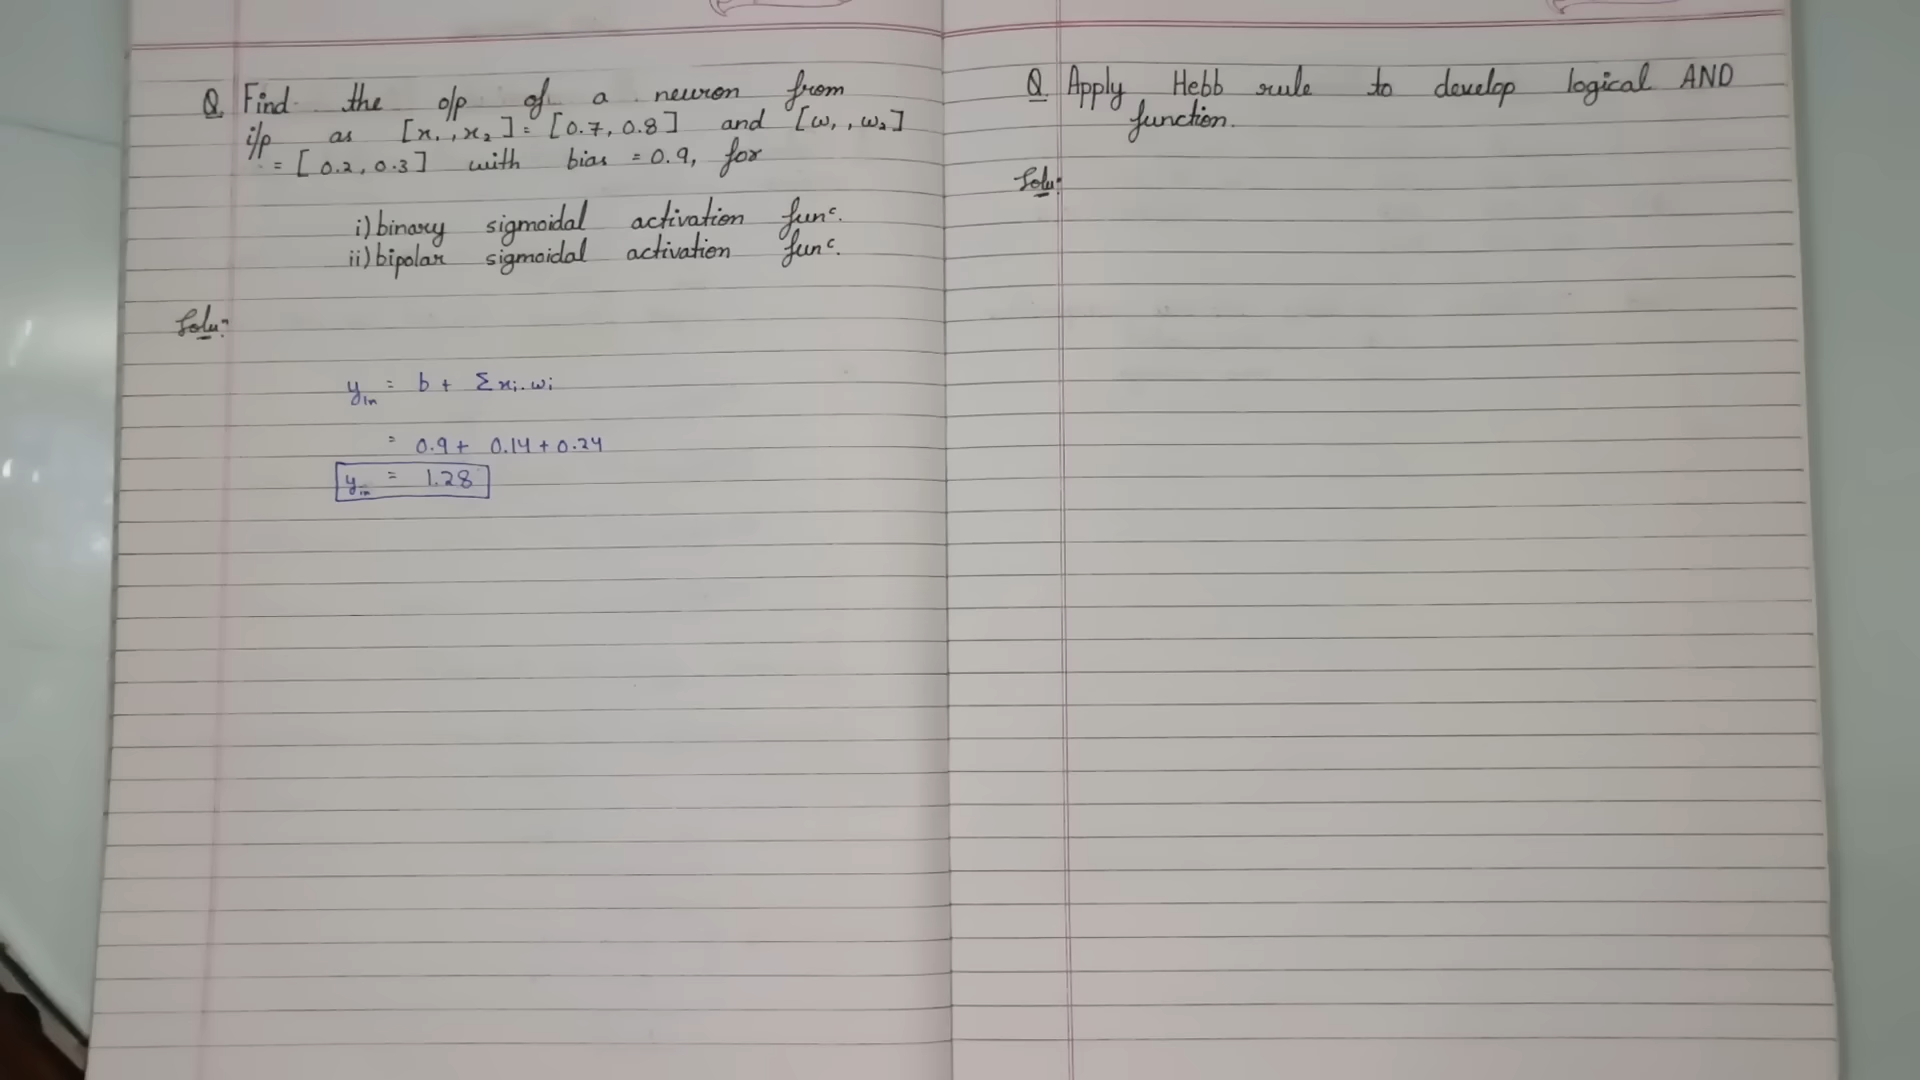 Q. Find the o/p of a neuron from
i/p as [x₁, x₂] = [0.7, 0.8] and [w₁, w₂]
= [0.2, 0.3] with bias = 0.9, for
i) binary sigmoidal activation funᶜ.
ii) bipolar sigmoidal activation funᶜ.
Solu:
y_in = b + Σxi.wi
= 0.9 + 0.14 + 0.24
y_in = 1.28
Q. Apply Hebb rule to develop logical AND
function.
Solu: